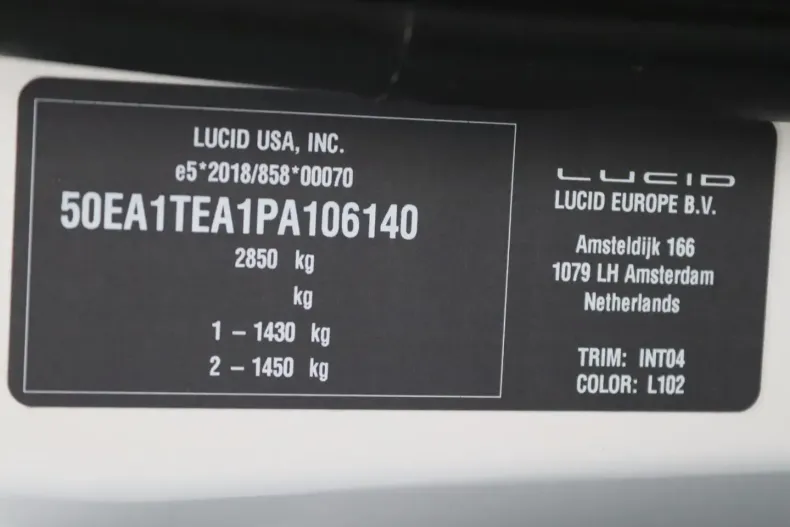 LUCID USA, INC.
e5*2018/858*00070
50EA1TEA1PA106140
2850 kg
kg
1 – 1430 kg
2 – 1450 kg
LUCID
LUCID EUROPE B.V.
Amsteldijk 166
1079 LH Amsterdam
Netherlands
TRIM: INT04
COLOR: L102